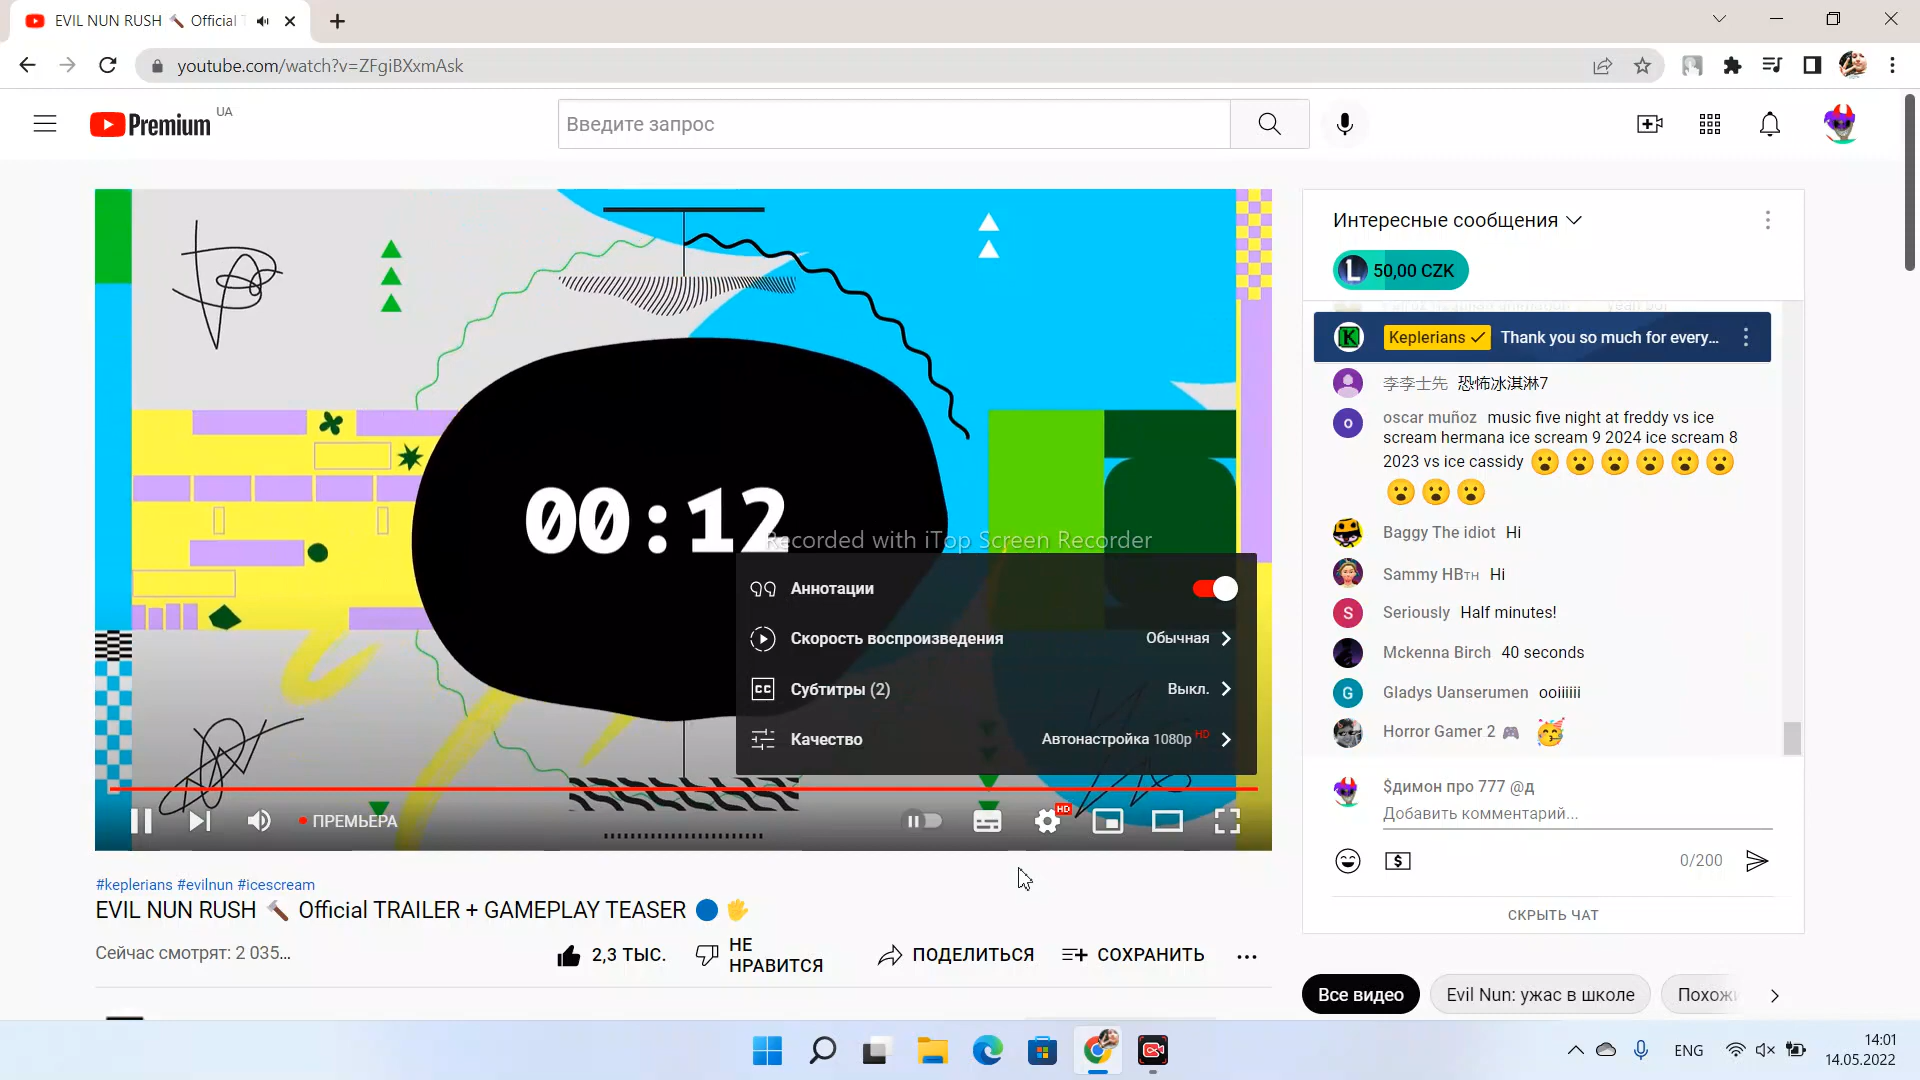 EVIL NUN RUSH 🔨 Official T
youtube.com/watch?v=ZFgiBXxmAsk
Premium UA
Введите запрос
00:12
Recorded with iTop Screen Recorder
Аннотации
Скорость воспроизведения Обычная
Субтитры (2) Выкл.
Качество Автонастройка 1080p HD
ПРЕМЬЕРА
HD
#keplerians #evilnun #icescream
EVIL NUN RUSH 🔨 Official TRAILER + GAMEPLAY TEASER 🔵 🖐
Сейчас смотрят: 2 035...
2,3 ТЫС.
НЕ
НРАВИТСЯ
ПОДЕЛИТЬСЯ
СОХРАНИТЬ
Интересные сообщения
L 50,00 CZK
K Keplerians Thank you so much for every...
李李士先 恐怖冰淇淋7
o oscar muñoz music five night at freddy vs ice
scream hermana ice scream 9 2024 ice scream 8
2023 vs ice cassidy 😮 😮 😮 😮 😮 😮
😮 😮 😮
Baggy The idiot Hi
Sammy HBтн Hi
S Seriously Half minutes!
Mckenna Birch 40 seconds
G Gladys Uanserumen ooiiiiii
Horror Gamer 2 🎮 🥳
$димон про 777 @д
Добавить комментарий...
0/200
СКРЫТЬ ЧАТ
Все видео
Evil Nun: ужас в школе
Похожи
ENG
14:01
14.05.2022